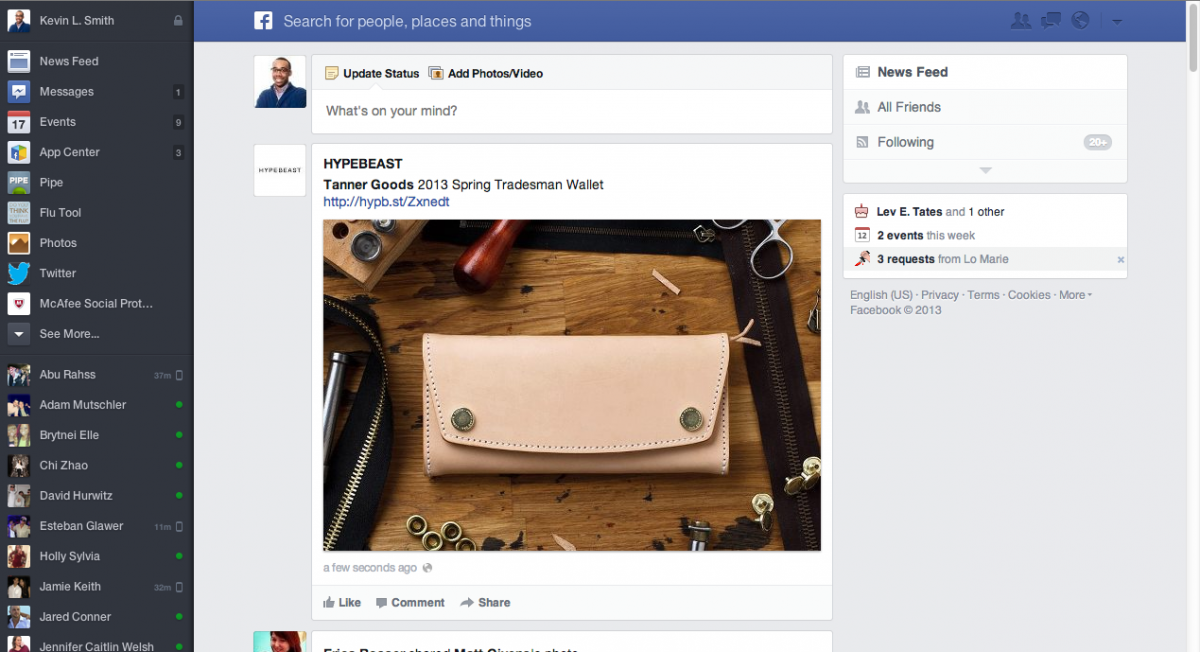 Kevin L. Smith
News Feed
Messages 1
17 Events 9
App Center 3
PIPE Pipe
Flu Tool
Photos
Twitter
McAfee Social Prot...
See More...
Abu Rahss 37m
Adam Mutschler
Brytnei Elle
Chi Zhao
David Hurwitz
Esteban Glawer 11m
Holly Sylvia
Jamie Keith 32m
Jared Conner
Jennifer Caitlin Welsh
f Search for people, places and things
Update Status Add Photos/Video
What's on your mind?
HYPEBEAST
HYPEBEAST
Tanner Goods 2013 Spring Tradesman Wallet
http://hypb.st/Zxnedt
a few seconds ago
Like Comment Share
shared
photo
News Feed
All Friends
Following 20+
Lev E. Tates and 1 other
12 2 events this week
3 requests from Lo Marie ×
English (US) · Privacy · Terms · Cookies · More
Facebook © 2013